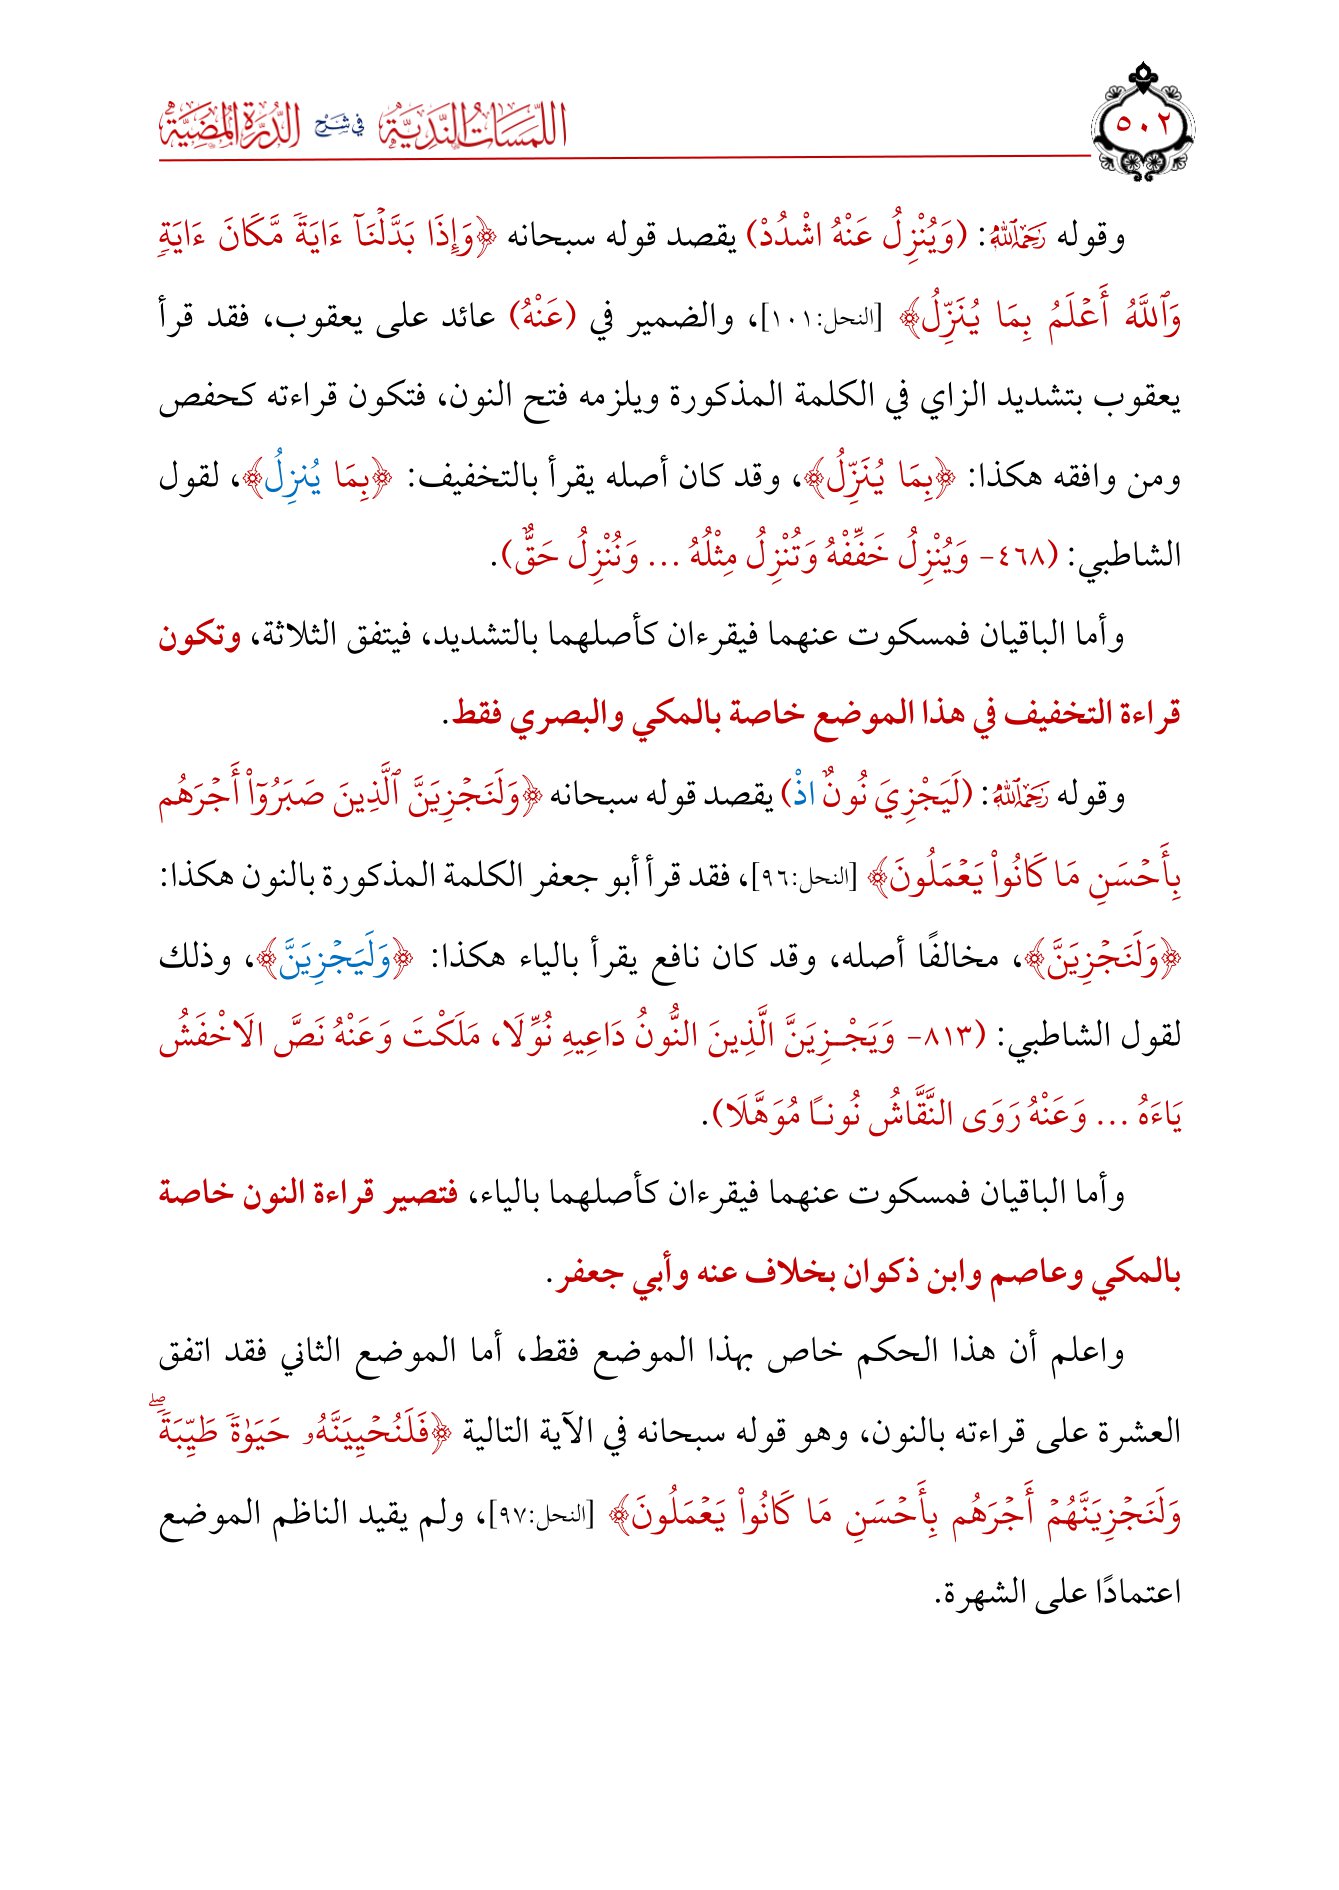 ٥٠٢
اللمسات الندية في شرح الدرة المضية
وقوله رَحِمَهُ ٱللَّهُ: (وَيُنْزِلُ عَنْهُ اشْدُدْ) يقصد قوله سبحانه ﴿وَإِذَا بَدَّلْنَآ ءَايَةٗ مَّكَانَ ءَايَةٖ
وَٱللَّهُ أَعْلَمُ بِمَا يُنَزِّلُ﴾ [النحل:١٠١]، والضمير في (عَنْهُ) عائد على يعقوب، فقد قرأ
يعقوب بتشديد الزاي في الكلمة المذكورة ويلزمه فتح النون، فتكون قراءته كحفص
ومن وافقه هكذا: ﴿بِمَا يُنَزِّلُ﴾، وقد كان أصله يقرأ بالتخفيف: ﴿بِمَا يُنزِلُ﴾، لقول
الشاطبي: (٤٦٨- وَيُنْزِلُ خَفِّفْهُ وَتُنْزِلُ مِثْلُهُ ... وَنُنْزِلُ حَقٌّ).
وأما الباقيان فمسكوت عنهما فيقرءان كأصلهما بالتشديد، فيتفق الثلاثة، وتكون
قراءة التخفيف في هذا الموضع خاصة بالمكي والبصري فقط.
وقوله رَحِمَهُ ٱللَّهُ: (لَيَجْزِيَ نُونٌ اذْ) يقصد قوله سبحانه ﴿وَلَنَجْزِيَنَّ ٱلَّذِينَ صَبَرُوٓاْ أَجْرَهُم
بِأَحْسَنِ مَا كَانُواْ يَعْمَلُونَ﴾ [النحل:٩٦]، فقد قرأ أبو جعفر الكلمة المذكورة بالنون هكذا:
﴿وَلَنَجْزِيَنَّ﴾، مخالفًا أصله، وقد كان نافع يقرأ بالياء هكذا: ﴿وَلَيَجْزِيَنَّ﴾، وذلك
لقول الشاطبي: (٨١٣- وَيَجْـزِيَنَّ الَّذِينَ النُّونُ دَاعِيهِ نُوِّلَا، مَلَكْتَ وَعَنْهُ نَصَّ الَاخْفَشُ
يَاءَهُ ... وَعَنْهُ رَوَى النَّقَّاشُ نُونـًا مُوَهَّلَا).
وأما الباقيان فمسكوت عنهما فيقرءان كأصلهما بالياء، فتصير قراءة النون خاصة
بالمكي وعاصم وابن ذكوان بخلاف عنه وأبي جعفر.
واعلم أن هذا الحكم خاص بهذا الموضع فقط، أما الموضع الثاني فقد اتفق
العشرة على قراءته بالنون، وهو قوله سبحانه في الآية التالية ﴿فَلَنُحْيِيَنَّهُۥ حَيَوٰةٗ طَيِّبَةٗۖ
وَلَنَجْزِيَنَّهُمْ أَجْرَهُم بِأَحْسَنِ مَا كَانُواْ يَعْمَلُونَ﴾ [النحل:٩٧]، ولم يقيد الناظم الموضع
اعتمادًا على الشهرة.